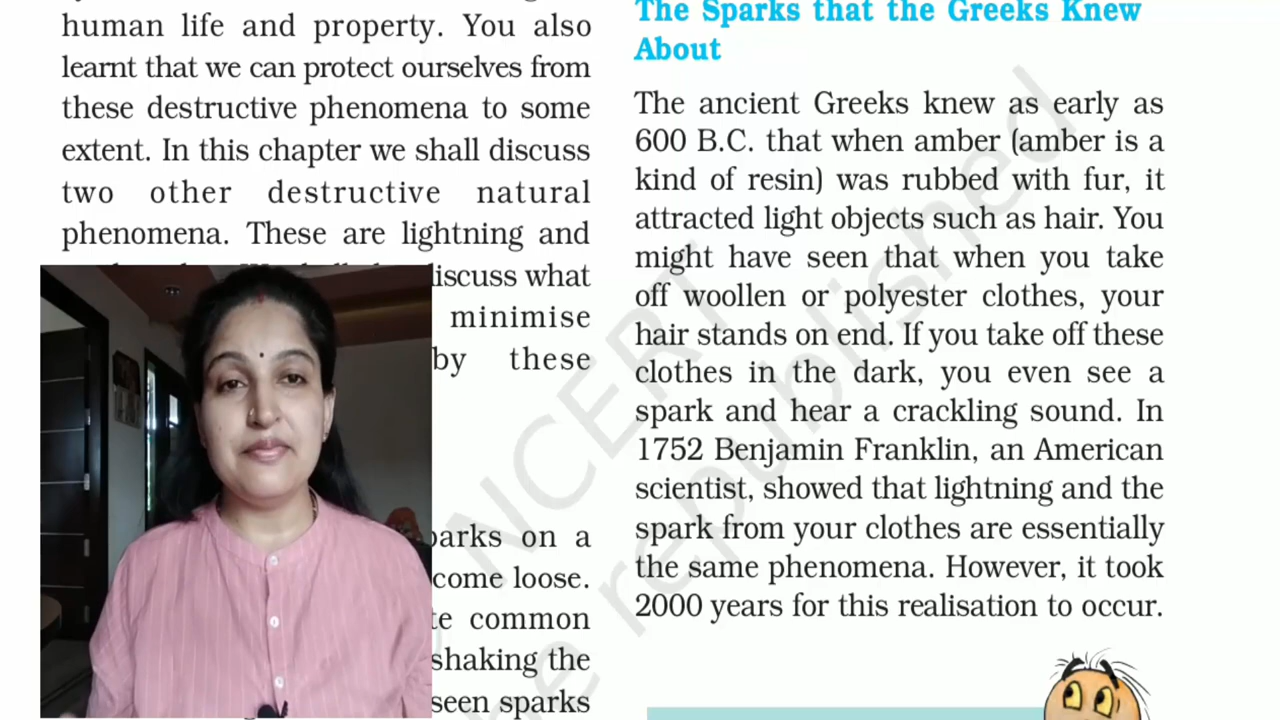 human life and property. You also
learnt that we can protect ourselves from
these destructive phenomena to some
extent. In this chapter we shall discuss
two other destructive natural
phenomena. These are lightning and
discuss what
minimise
by these
on a
come loose.
common
shaking the
seen sparks
The Sparks that the Greeks Knew
About
The ancient Greeks knew as early as
600 B.C. that when amber (amber is a
kind of resin) was rubbed with fur, it
attracted light objects such as hair. You
might have seen that when you take
off woollen or polyester clothes, your
hair stands on end. If you take off these
clothes in the dark, you even see a
spark and hear a crackling sound. In
1752 Benjamin Franklin, an American
scientist, showed that lightning and the
spark from your clothes are essentially
the same phenomena. However, it took
2000 years for this realisation to occur.
NCERT
republished